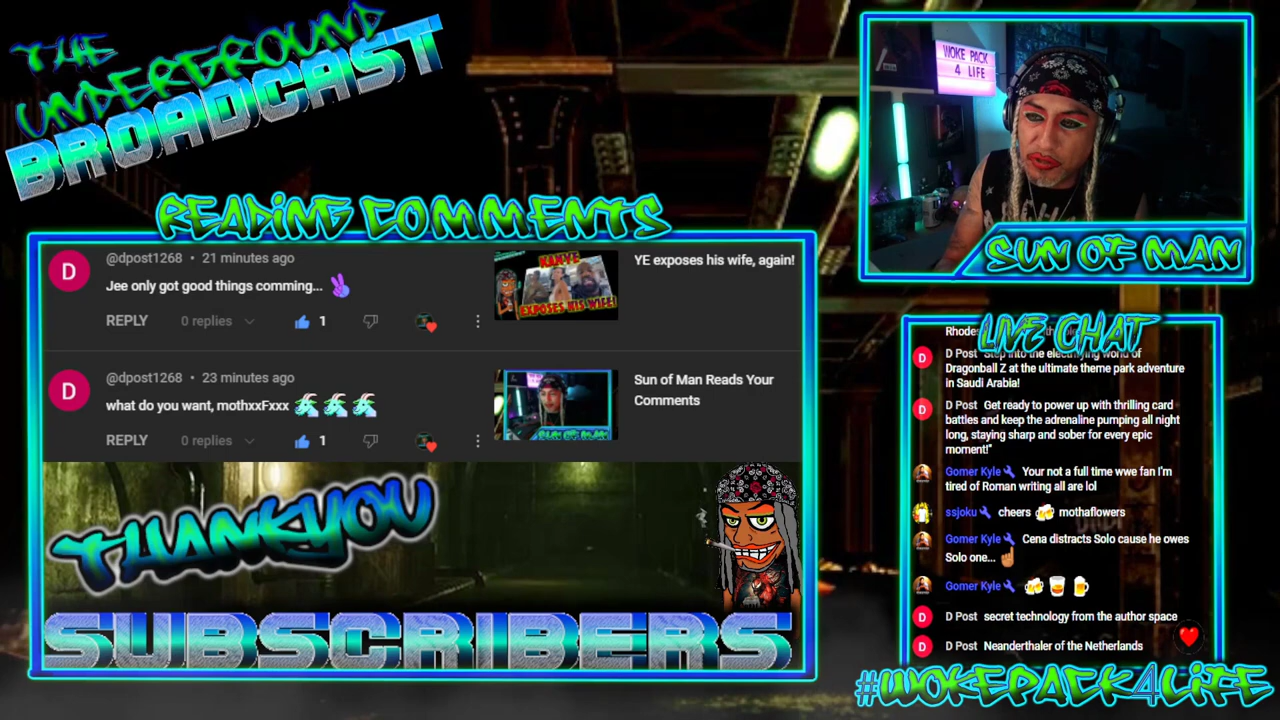 THE
UNDERGROUND
BROADCAST
READING COMMENTS
D
@dpost1268 • 21 minutes ago
Jee only got good things comming...
REPLY 0 replies 1
KANYE
EXPOSES HIS WIFE!
YE exposes his wife, again!
D
@dpost1268 • 23 minutes ago
what do you want, mothxxFxxx
REPLY 0 replies 1
SUN OF MAN
Sun of Man Reads Your
Comments
THANKYOU
SUBSCRIBERS
WOKE PACK
4 LIFE
SUN OF MAN
LIVE CHAT
Rhodes
D
D Post Step into the electrifying world of
Dragonball Z at the ultimate theme park adventure
in Saudi Arabia!
D
D Post Get ready to power up with thrilling card
battles and keep the adrenaline pumping all night
long, staying sharp and sober for every epic
moment!"
Gomer Kyle Your not a full time wwe fan I'm
tired of Roman writing all are lol
ssjoku cheers mothaflowers
Gomer Kyle Cena distracts Solo cause he owes
Solo one...
Gomer Kyle
D
D Post secret technology from the author space
D
D Post Neanderthaler of the Netherlands
#WOKEPACK4LIFE